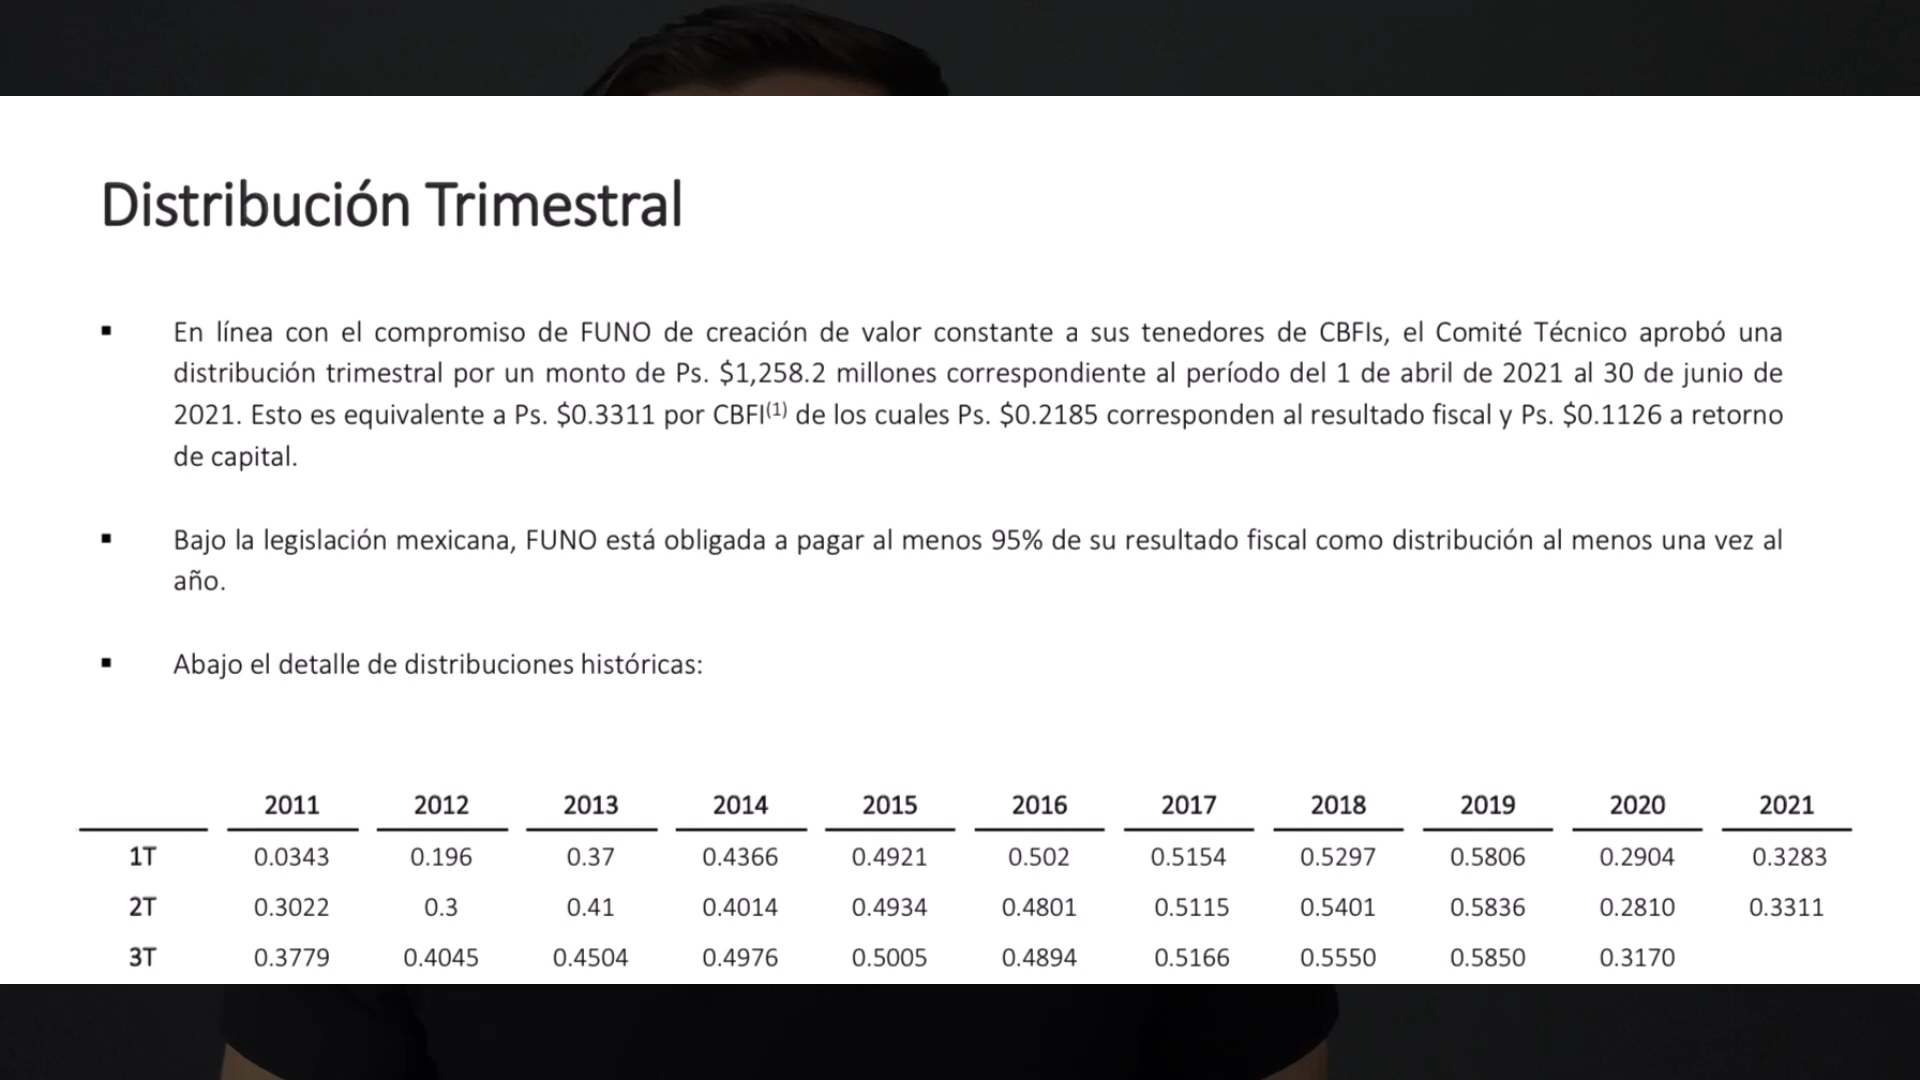 Distribución Trimestral
▪ En línea con el compromiso de FUNO de creación de valor constante a sus tenedores de CBFIs, el Comité Técnico aprobó una
distribución trimestral por un monto de Ps. $1,258.2 millones correspondiente al período del 1 de abril de 2021 al 30 de junio de
2021. Esto es equivalente a Ps. $0.3311 por CBFI(1) de los cuales Ps. $0.2185 corresponden al resultado fiscal y Ps. $0.1126 a retorno
de capital.
▪ Bajo la legislación mexicana, FUNO está obligada a pagar al menos 95% de su resultado fiscal como distribución al menos una vez al
año.
▪ Abajo el detalle de distribuciones históricas:
2011 2012 2013 2014 2015 2016 2017 2018 2019 2020 2021
1T 0.0343 0.196 0.37 0.4366 0.4921 0.502 0.5154 0.5297 0.5806 0.2904 0.3283
2T 0.3022 0.3 0.41 0.4014 0.4934 0.4801 0.5115 0.5401 0.5836 0.2810 0.3311
3T 0.3779 0.4045 0.4504 0.4976 0.5005 0.4894 0.5166 0.5550 0.5850 0.3170